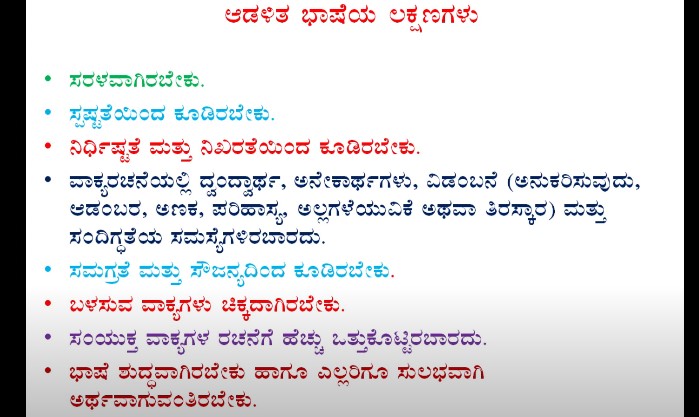 ಆಡಳಿತ ಭಾಷೆಯ ಲಕ್ಷಣಗಳು
• ಸರಳವಾಗಿರಬೇಕು.
• ಸ್ಪಷ್ಟತೆಯಿಂದ ಕೂಡಿರಬೇಕು.
• ನಿರ್ಧಿಷ್ಟತೆ ಮತ್ತು ನಿಖರತೆಯಿಂದ ಕೂಡಿರಬೇಕು.
• ವಾಕ್ಯರಚನೆಯಲ್ಲಿ ದ್ವಂದ್ವಾರ್ಥ, ಅನೇಕಾರ್ಥಗಳು, ವಿಡಂಬನೆ (ಅನುಕರಿಸುವುದು,
ಆಡಂಬರ, ಅಣಕ, ಪರಿಹಾಸ್ಯ, ಅಲ್ಲಗಳೆಯುವಿಕೆ ಅಥವಾ ತಿರಸ್ಕಾರ) ಮತ್ತು
ಸಂದಿಗ್ಧತೆಯ ಸಮಸ್ಯೆಗಳಿರಬಾರದು.
• ಸಮಗ್ರತೆ ಮತ್ತು ಸೌಜನ್ಯದಿಂದ ಕೂಡಿರಬೇಕು.
• ಬಳಸುವ ವಾಕ್ಯಗಳು ಚಿಕ್ಕದಾಗಿರಬೇಕು.
• ಸಂಯುಕ್ತ ವಾಕ್ಯಗಳ ರಚನೆಗೆ ಹೆಚ್ಚು ಒತ್ತುಕೊಟ್ಟಿರಬಾರದು.
• ಭಾಷೆ ಶುದ್ಧವಾಗಿರಬೇಕು ಹಾಗೂ ಎಲ್ಲರಿಗೂ ಸುಲಭವಾಗಿ
ಅರ್ಥವಾಗುವಂತಿರಬೇಕು.